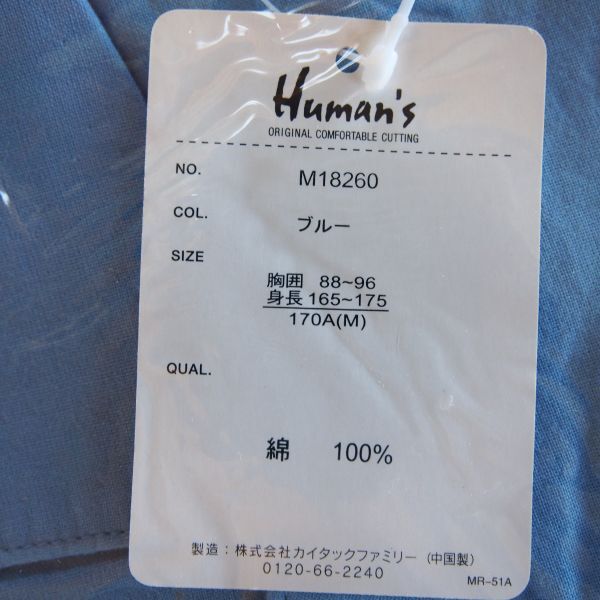 Human's
ORIGINAL COMFORTABLE CUTTING
NO. M18260
COL. ブルー
SIZE
胸囲 88~96
身長 165~175
170A(M)
QUAL.
綿 100%
製造：株式会社カイタックファミリー（中国製）
0120-66-2240
MR-51A